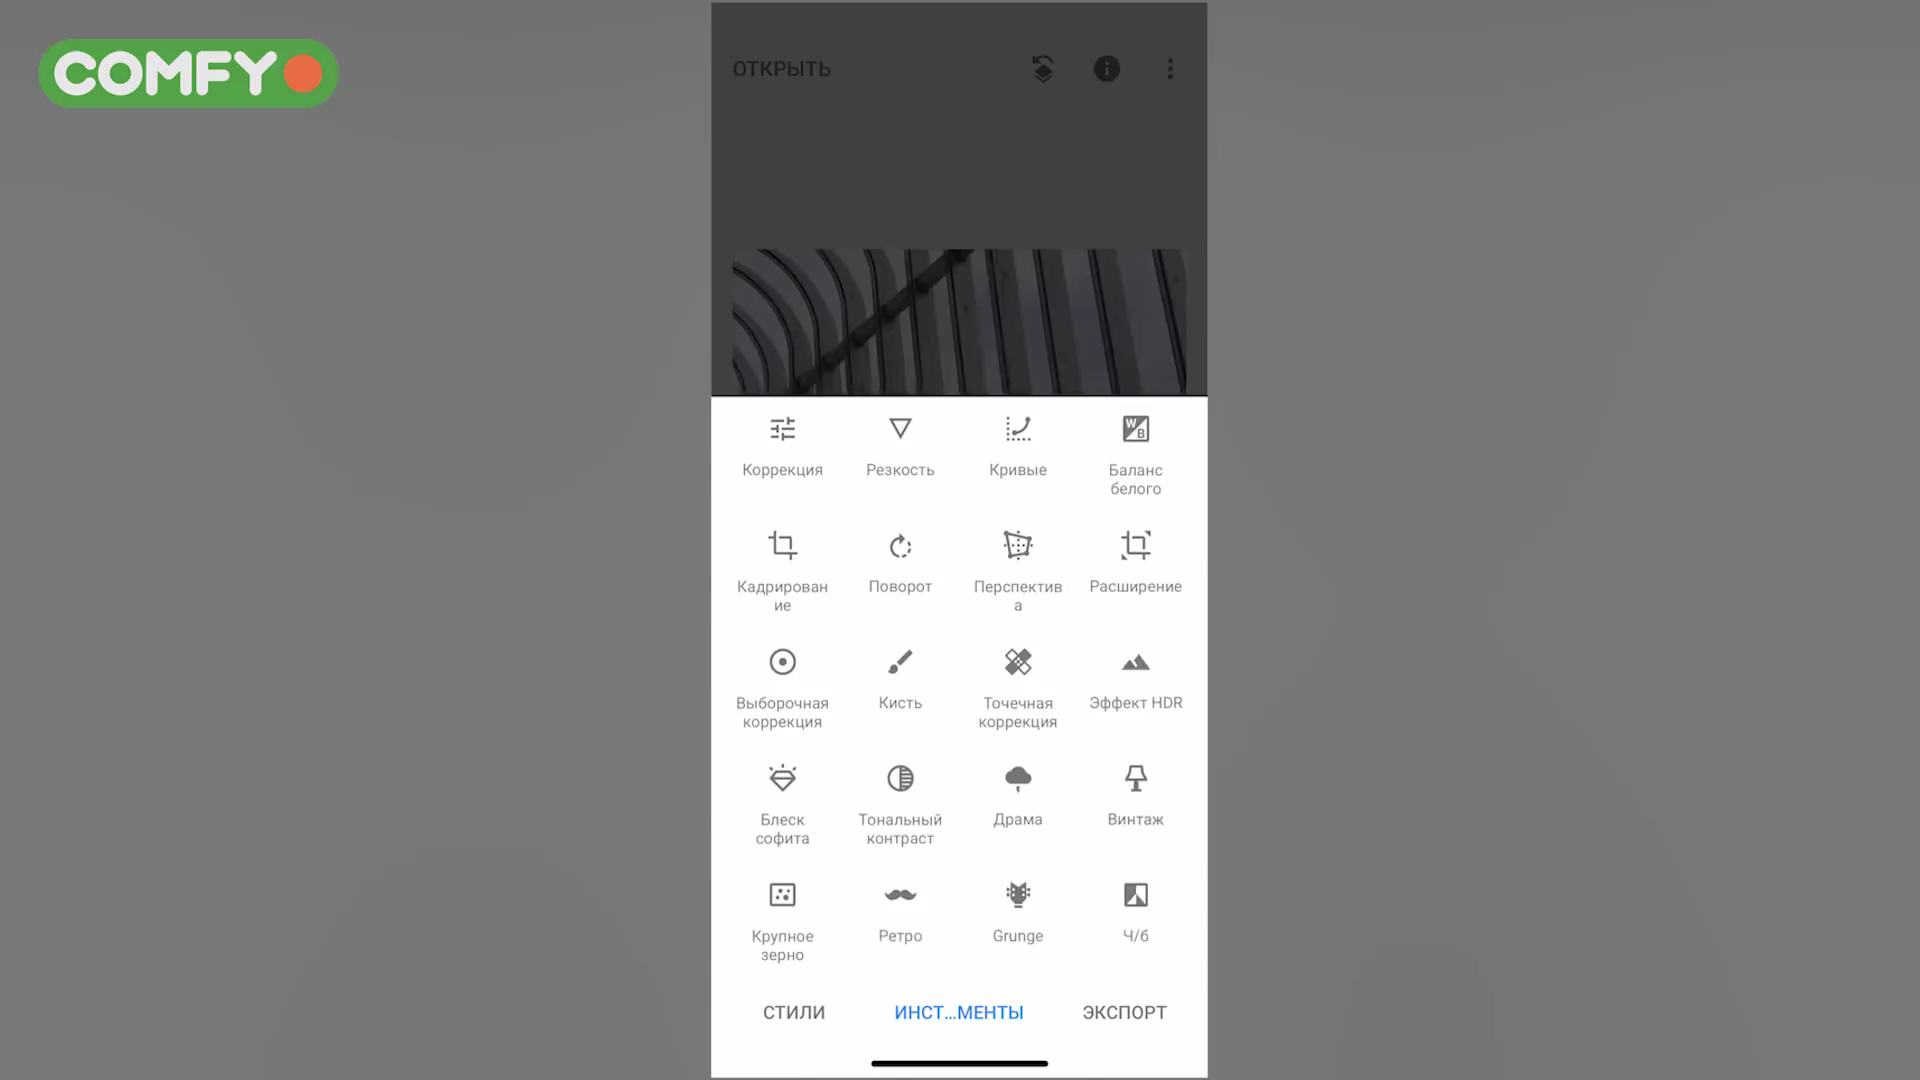 COMFY
ОТКРЫТЬ
Коррекция
Резкость
Кривые
WB
Баланс
белого
Кадрирован
ие
Поворот
Перспектив
а
Расширение
Выборочная
коррекция
Кисть
Точечная
коррекция
Эффект HDR
Блеск
софита
Тональный
контраст
Драма
Винтаж
Крупное
зерно
Ретро
Grunge
Ч/б
СТИЛИ
ИНСТ...МЕНТЫ
ЭКСПОРТ